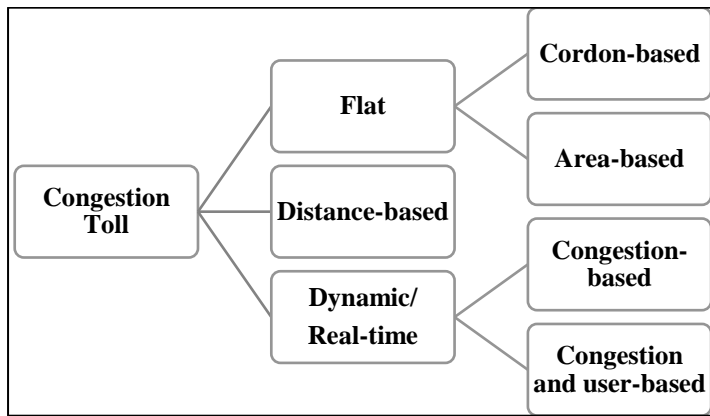 Congestion
Toll
Flat
Distance-based
Dynamic/
Real-time
Cordon-based
Area-based
Congestion-
based
Congestion
and user-based